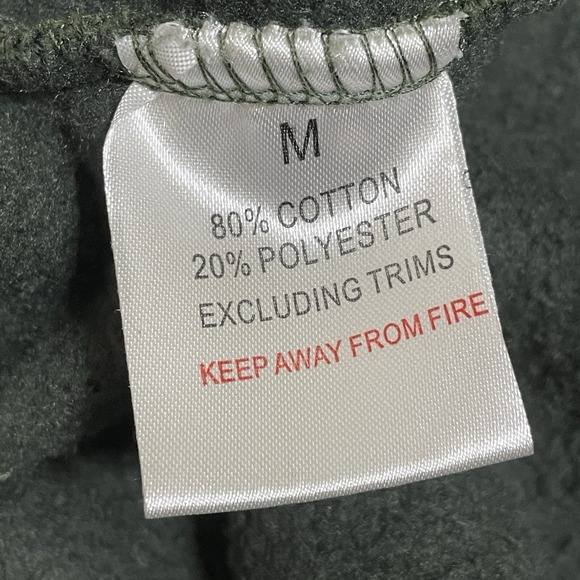 M
80% COTTON
20% POLYESTER
EXCLUDING TRIMS
KEEP AWAY FROM FIRE